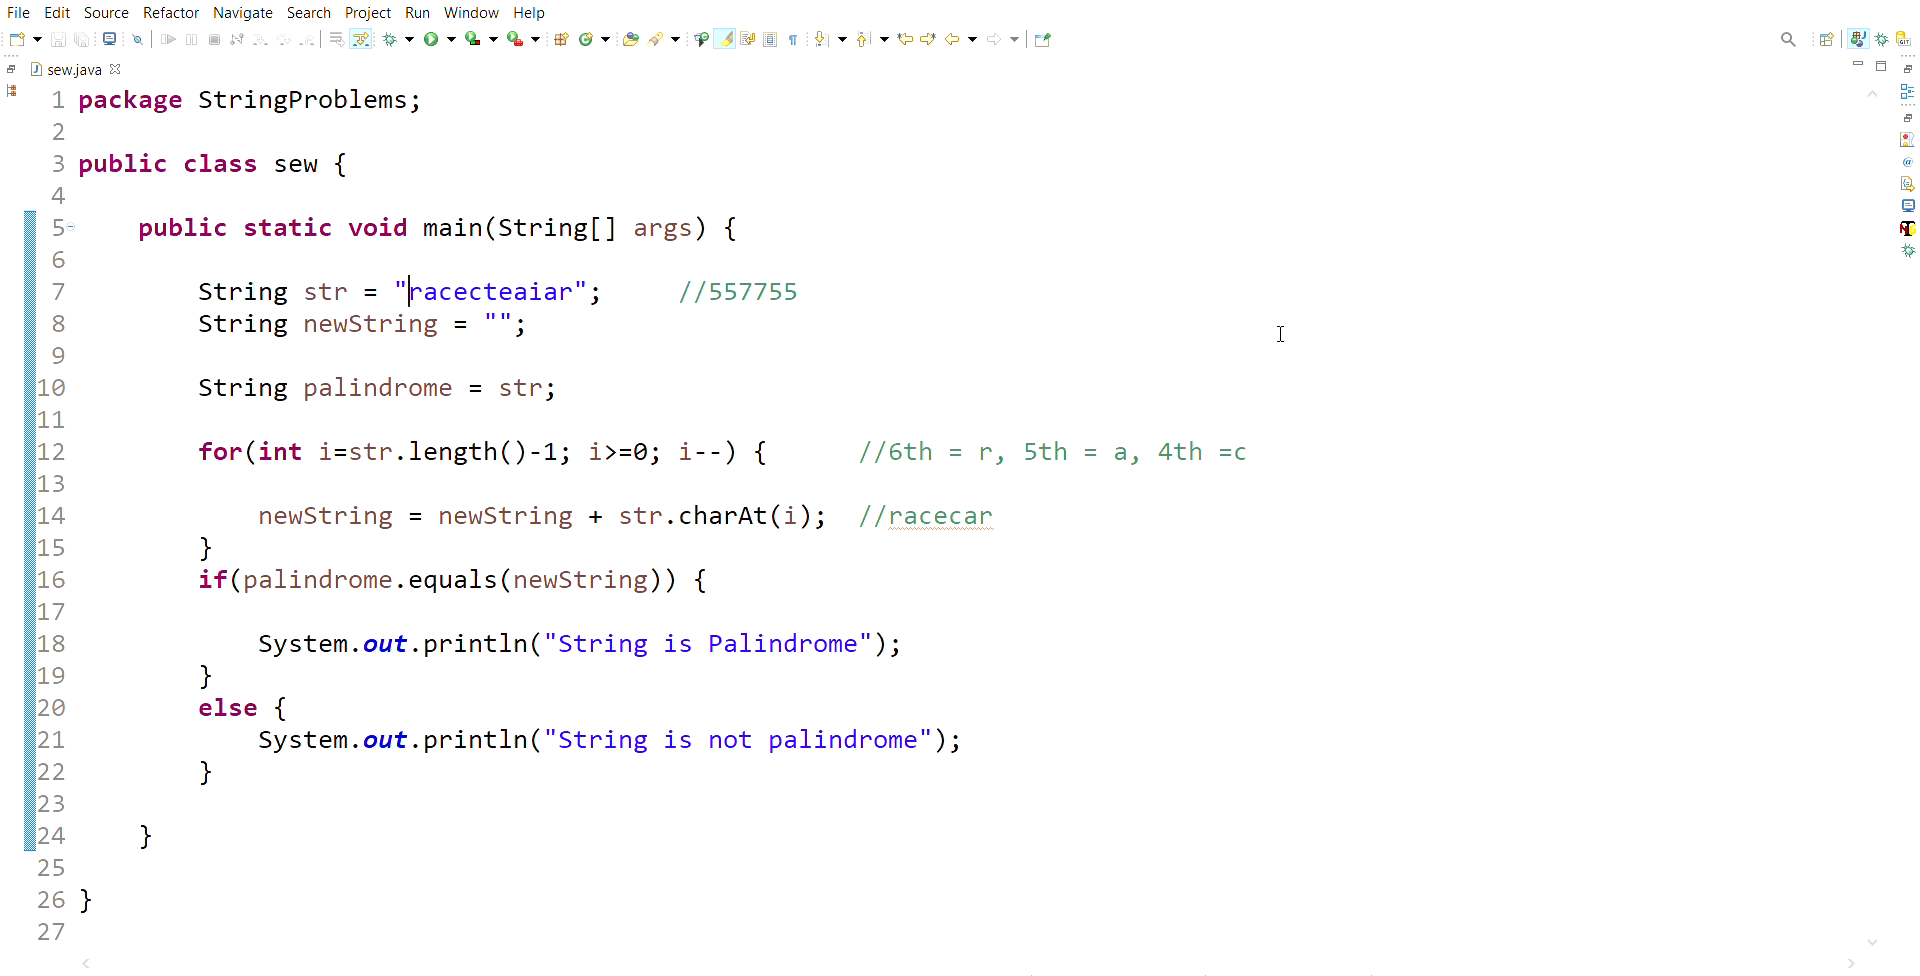 File Edit Source Refactor Navigate Search Project Run Window Help
sew.java
1 package StringProblems;
2
3 public class sew {
4
5 public static void main(String[] args) {
6
7 String str = "racecteaiar"; //557755
8 String newString = "";
9
10 String palindrome = str;
11
12 for(int i=str.length()-1; i>=0; i--) { //6th = r, 5th = a, 4th =c
13
14 newString = newString + str.charAt(i); //racecar
15 }
16 if(palindrome.equals(newString)) {
17
18 System.out.println("String is Palindrome");
19 }
20 else {
21 System.out.println("String is not palindrome");
22 }
23
24 }
25
26 }
27